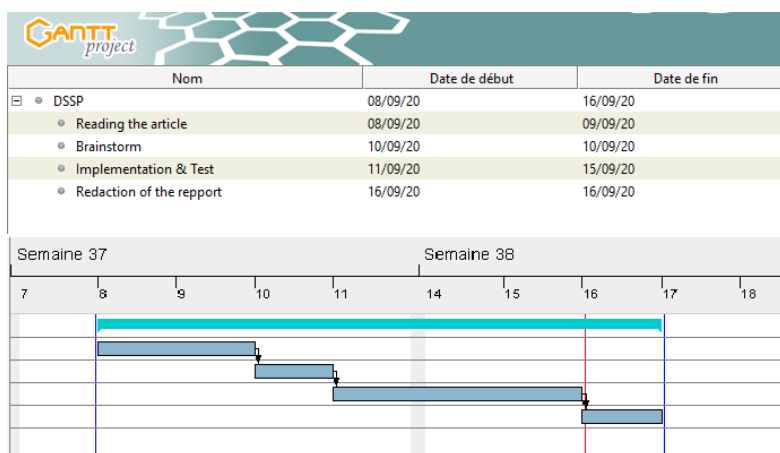 GANTT
project
Nom Date de début Date de fin
DSSP 08/09/20 16/09/20
Reading the article 08/09/20 09/09/20
Brainstorm 10/09/20 10/09/20
Implementation & Test 11/09/20 15/09/20
Redaction of the repport 16/09/20 16/09/20
Semaine 37 Semaine 38
7 8 9 10 11 14 15 16 17 18